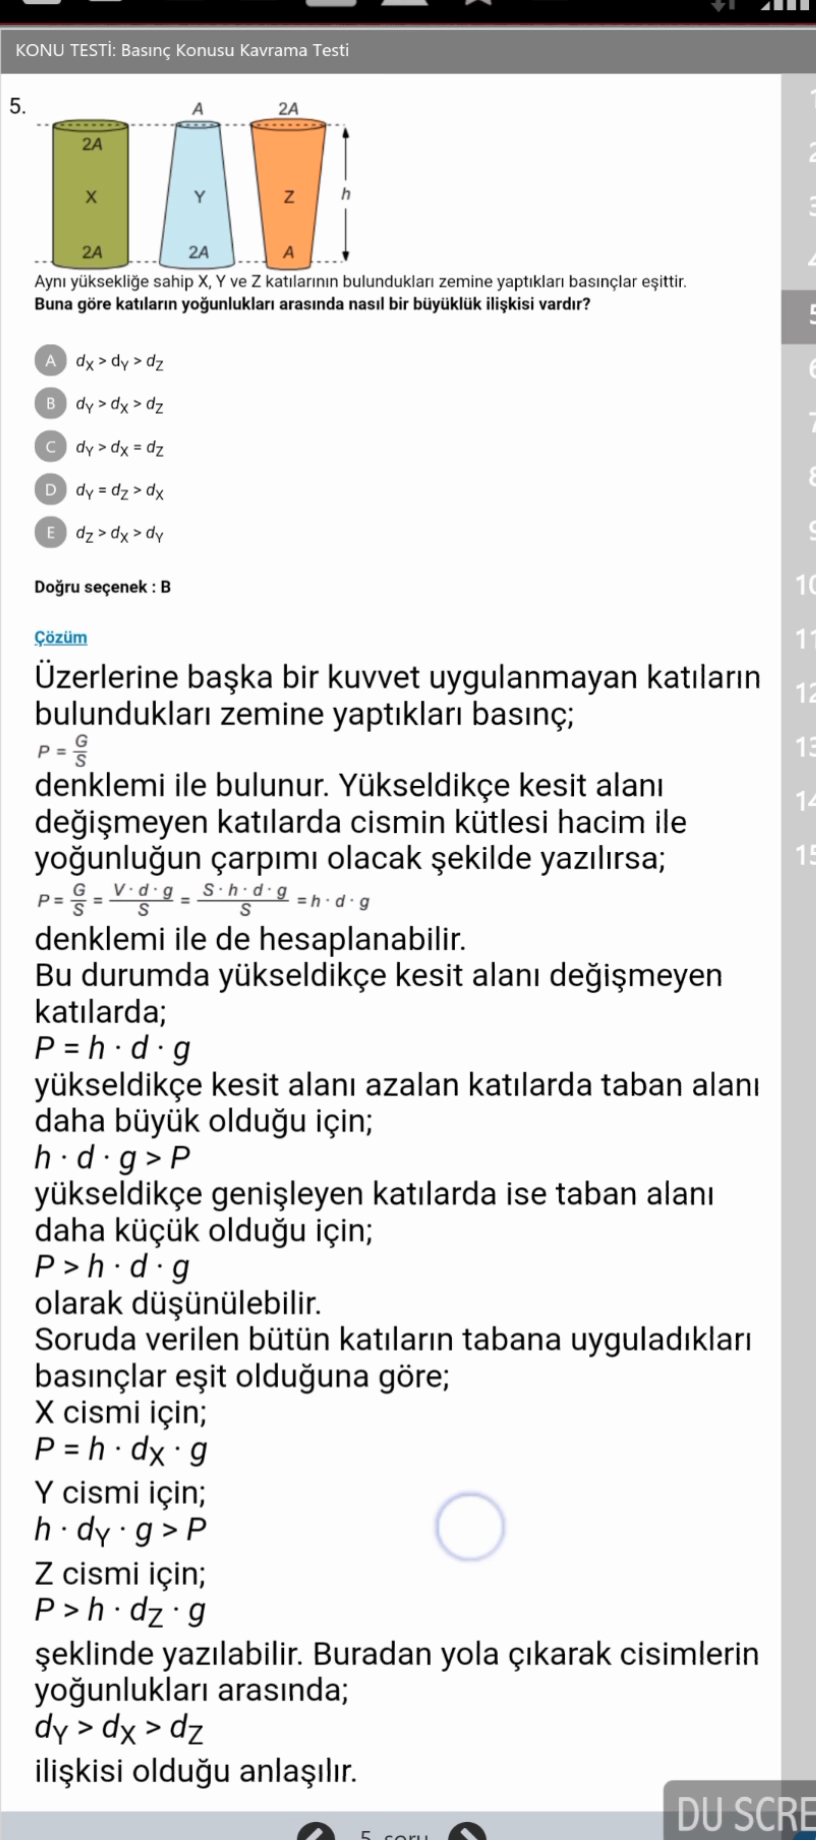 KONU TESTİ: Basınç Konusu Kavrama Testi
5.
A 2A
2A
X Y Z h
2A 2A A
Aynı yüksekliğe sahip X, Y ve Z katılarının bulundukları zemine yaptıkları basınçlar eşittir.
Buna göre katıların yoğunlukları arasında nasıl bir büyüklük ilişkisi vardır?
A dX > dY > dZ
B dY > dX > dZ
C dY > dX = dZ
D dY = dZ > dX
E dZ > dX > dY
Doğru seçenek : B
Çözüm
Üzerlerine başka bir kuvvet uygulanmayan katıların
bulundukları zemine yaptıkları basınç;
P = G/S
denklemi ile bulunur. Yükseldikçe kesit alanı
değişmeyen katılarda cismin kütlesi hacim ile
yoğunluğun çarpımı olacak şekilde yazılırsa;
P = G/S = V · d · g/S = S · h · d · g/S = h · d · g
denklemi ile de hesaplanabilir.
Bu durumda yükseldikçe kesit alanı değişmeyen
katılarda;
P = h · d · g
yükseldikçe kesit alanı azalan katılarda taban alanı
daha büyük olduğu için;
h · d · g > P
yükseldikçe genişleyen katılarda ise taban alanı
daha küçük olduğu için;
P > h · d · g
olarak düşünülebilir.
Soruda verilen bütün katıların tabana uyguladıkları
basınçlar eşit olduğuna göre;
X cismi için;
P = h · dX · g
Y cismi için;
h · dY · g > P
Z cismi için;
P > h · dZ · g
şeklinde yazılabilir. Buradan yola çıkarak cisimlerin
yoğunlukları arasında;
dY > dX > dZ
ilişkisi olduğu anlaşılır.
DU SCRE
5. soru